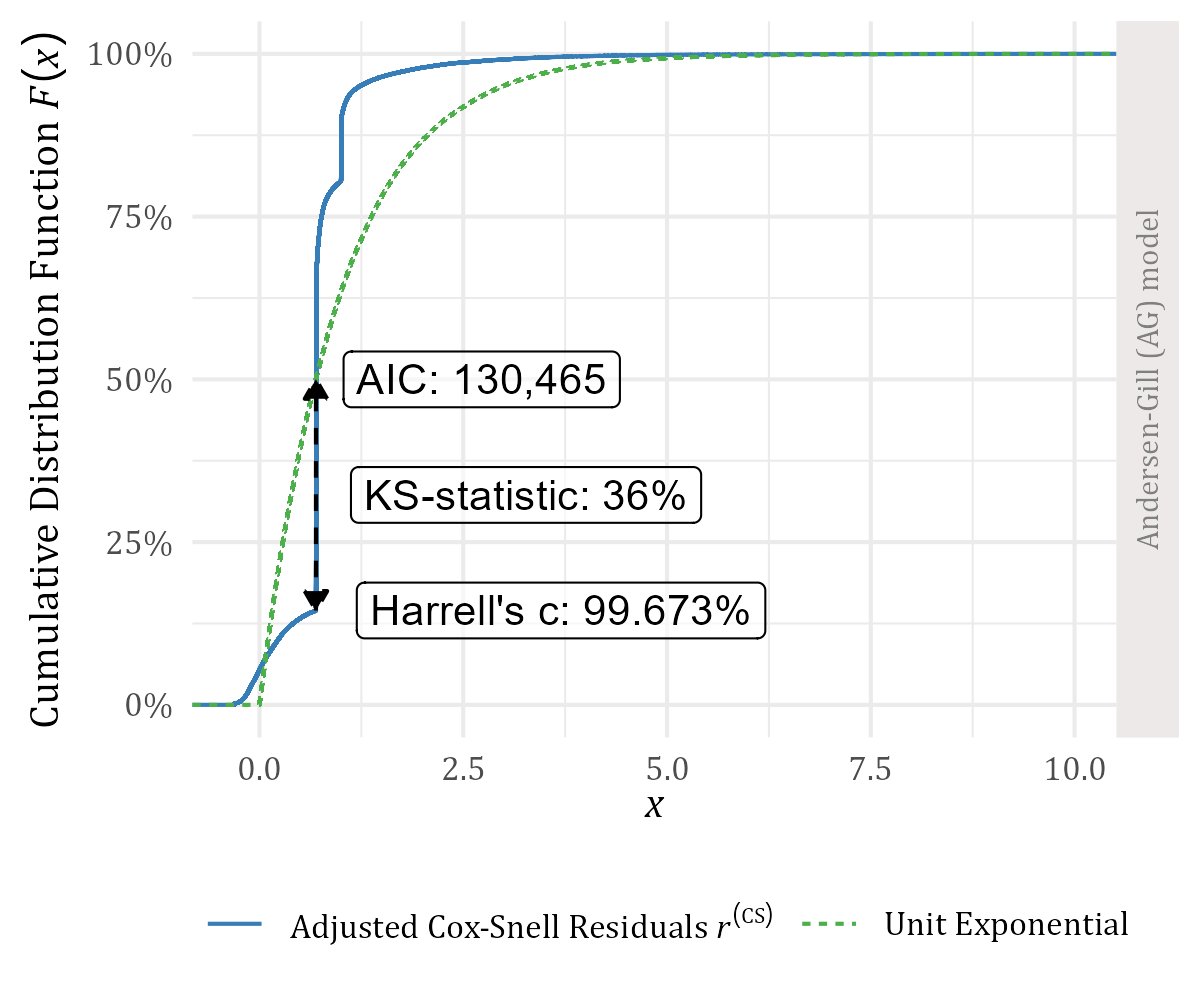 Cumulative Distribution Function F(x)
100%
75%
50%
25%
0%
AIC: 130,465
KS-statistic: 36%
Harrell's c: 99.673%
Andersen-Gill (AG) model
0.0 2.5 5.0 7.5 10.0
x
Adjusted Cox-Snell Residuals r(CS) Unit Exponential